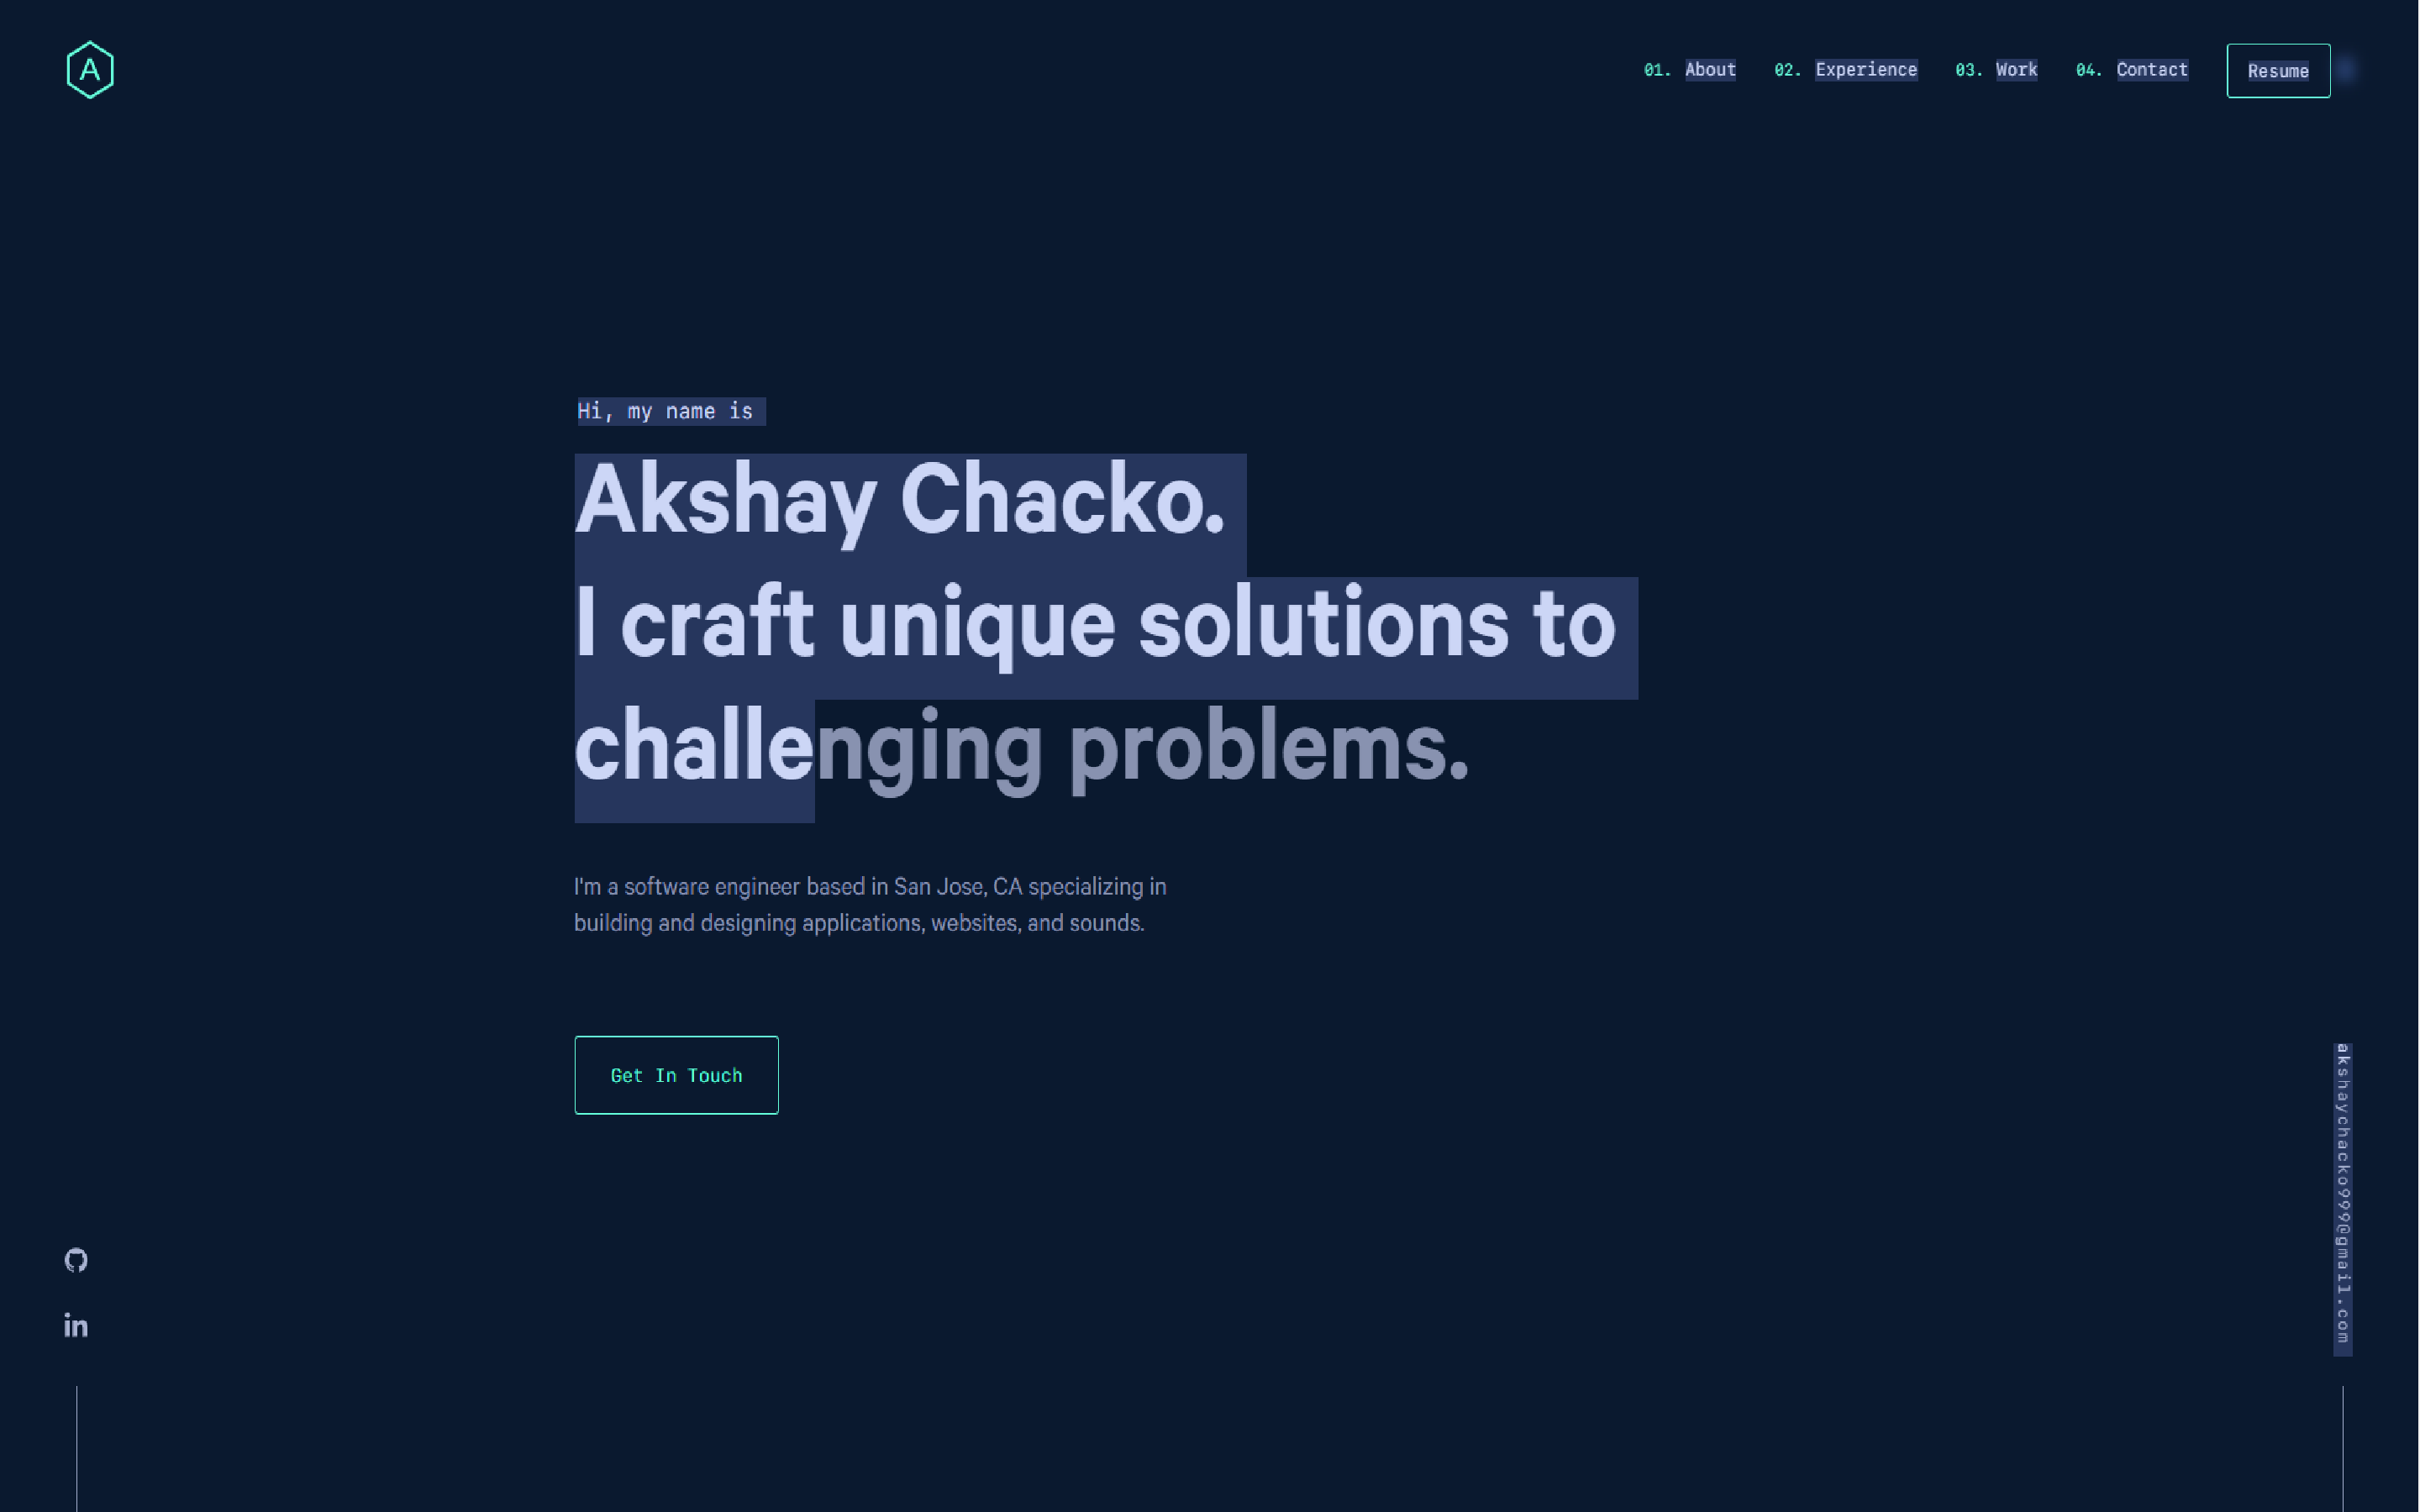 A
01. About 02. Experience 03. Work 04. Contact Resume
Hi, my name is
Akshay Chacko.
I craft unique solutions to
challenging problems.
I'm a software engineer based in San Jose, CA specializing in
building and designing applications, websites, and sounds.
Get In Touch
akshaychacko999@gmail.com
in